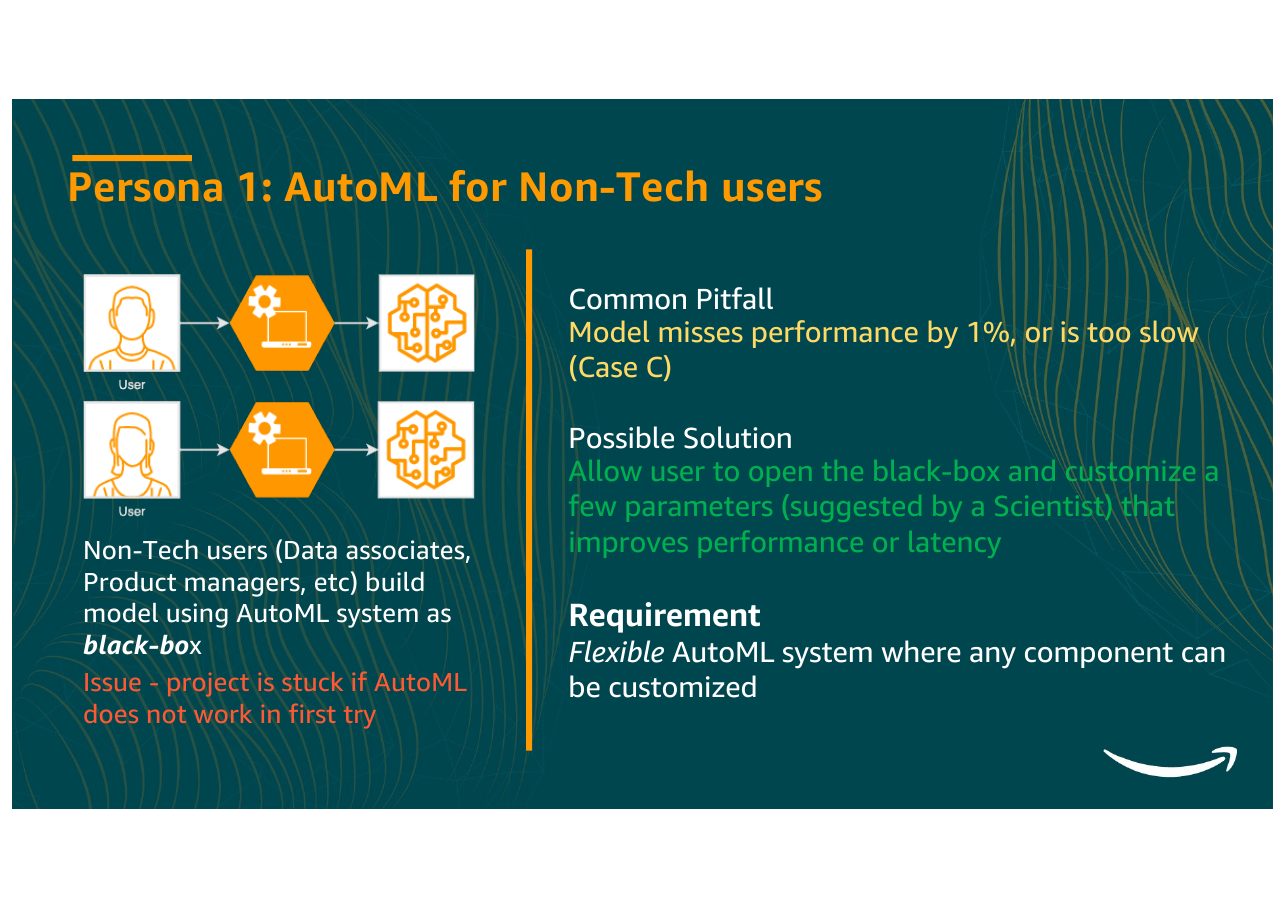 Persona 1: AutoML for Non-Tech users
User
User
Non-Tech users (Data associates,
Product managers, etc) build
model using AutoML system as
black-box
Issue - project is stuck if AutoML
does not work in first try
Common Pitfall
Model misses performance by 1%, or is too slow
(Case C)
Possible Solution
Allow user to open the black-box and customize a
few parameters (suggested by a Scientist) that
improves performance or latency
Requirement
Flexible AutoML system where any component can
be customized